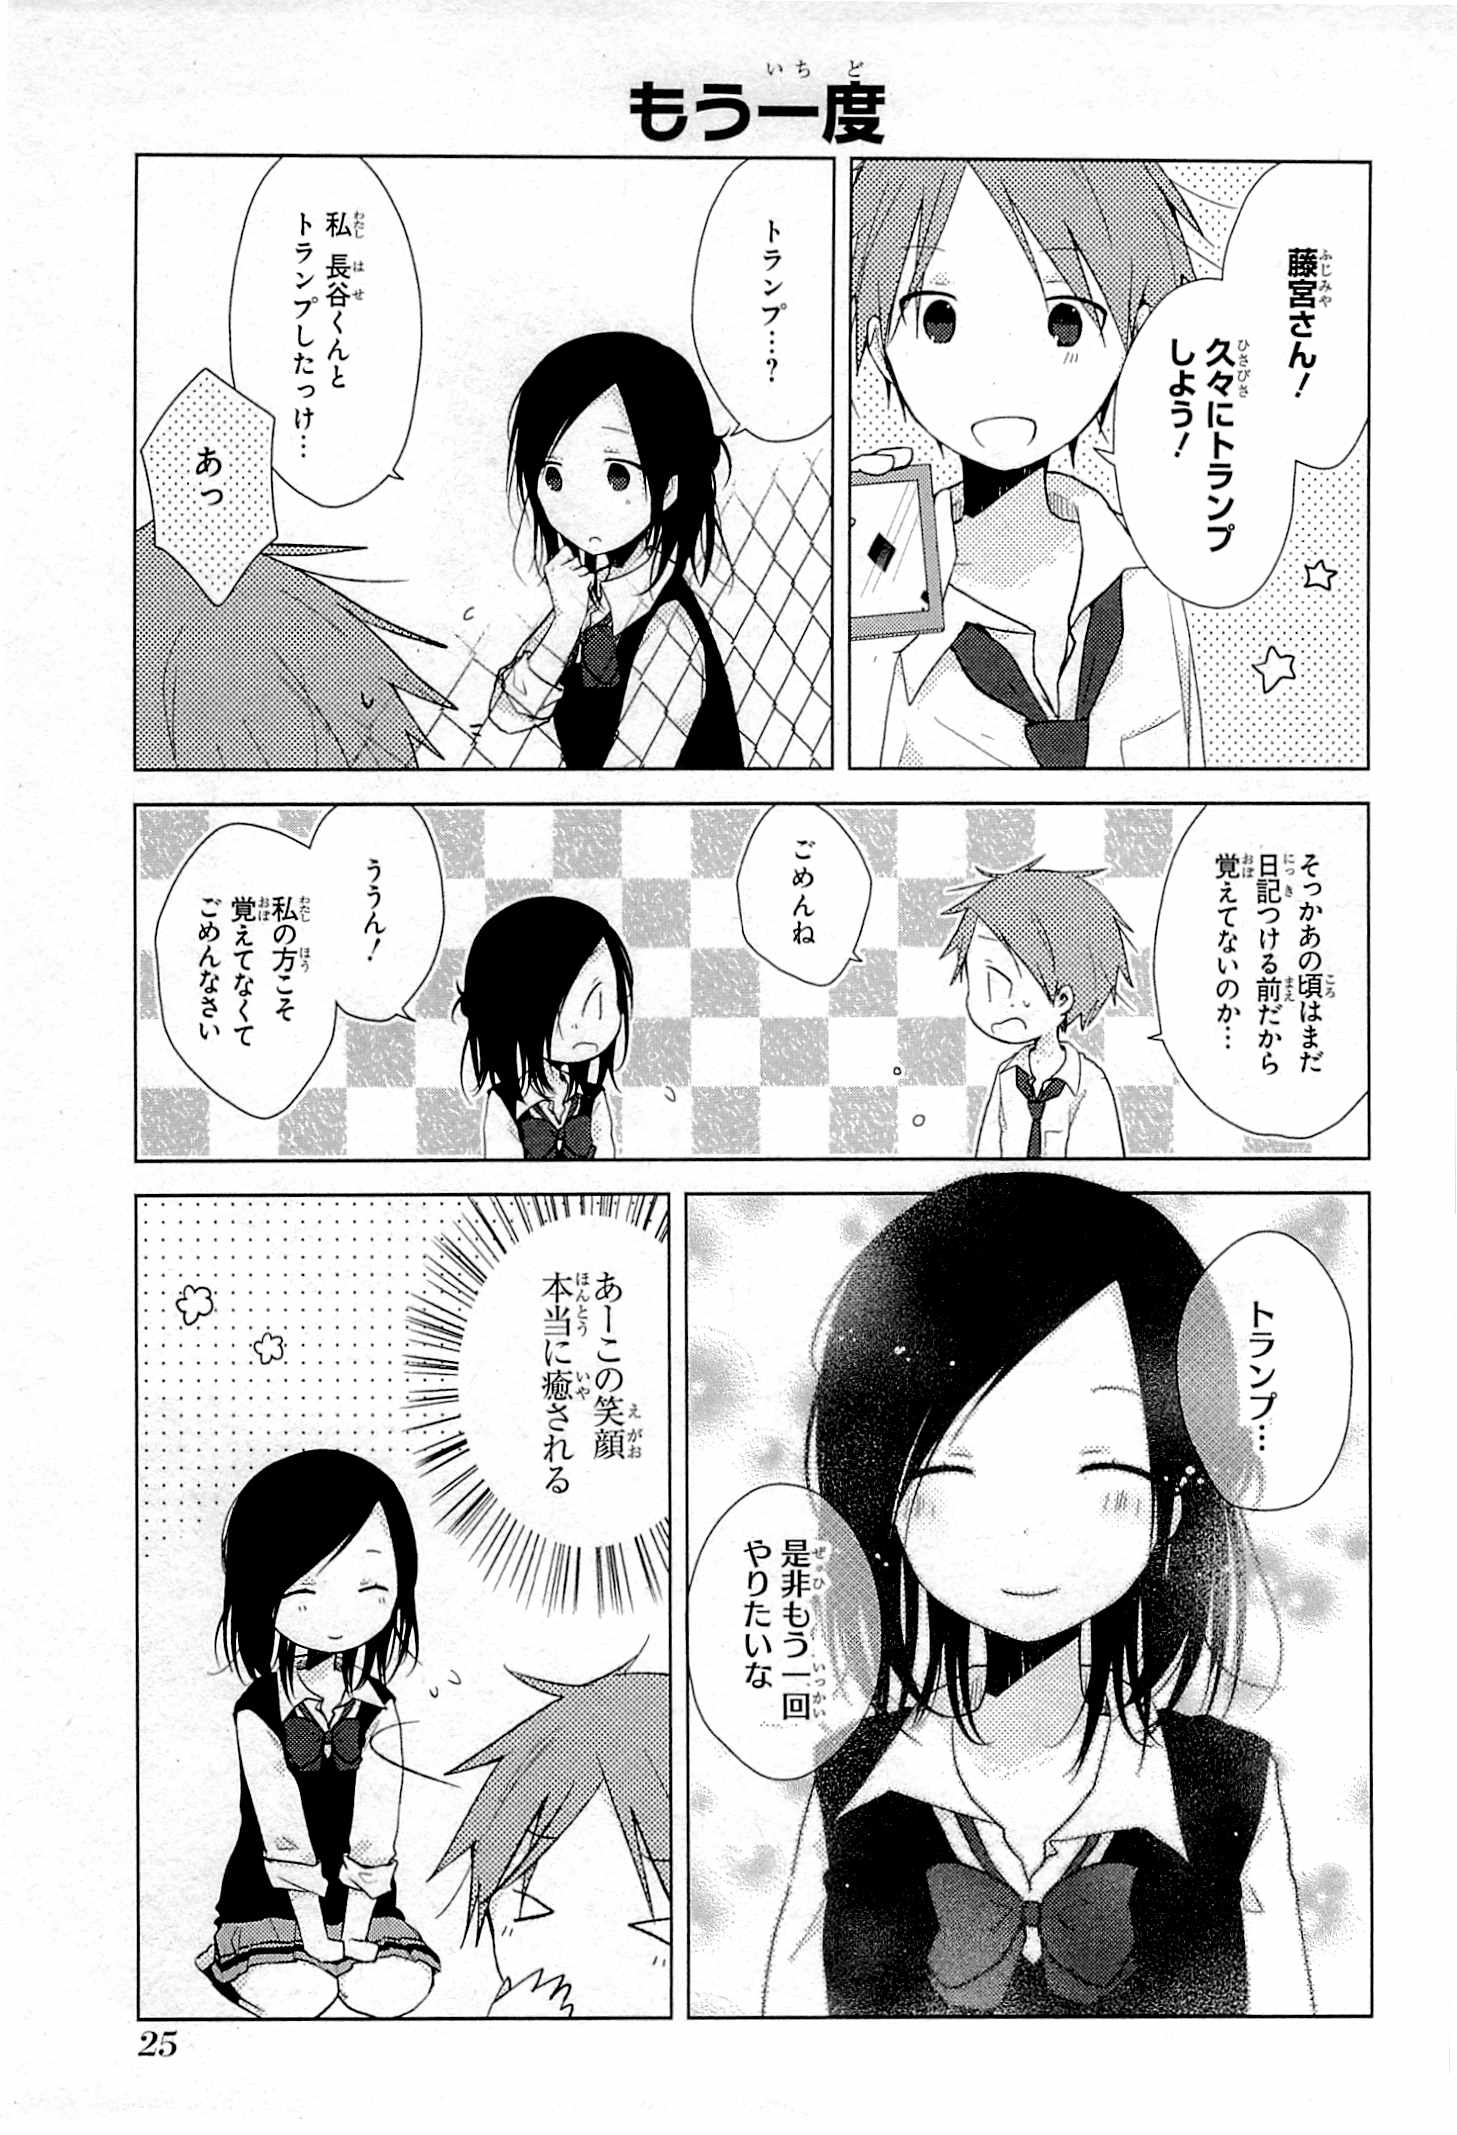 もう一度
藤宮さん!
久々にトランプ
しよう!
トランプ…?
私 長谷くんと
トランプしたっけ…
あっ
そっかあの頃はまだ
日記つける前だから
覚えてないのか…
ごめんね
ううん!
私の方こそ
覚えてなくて
ごめんなさい
トランプ…
是非もう一回
やりたいな
あーこの笑顔
本当に癒される
25